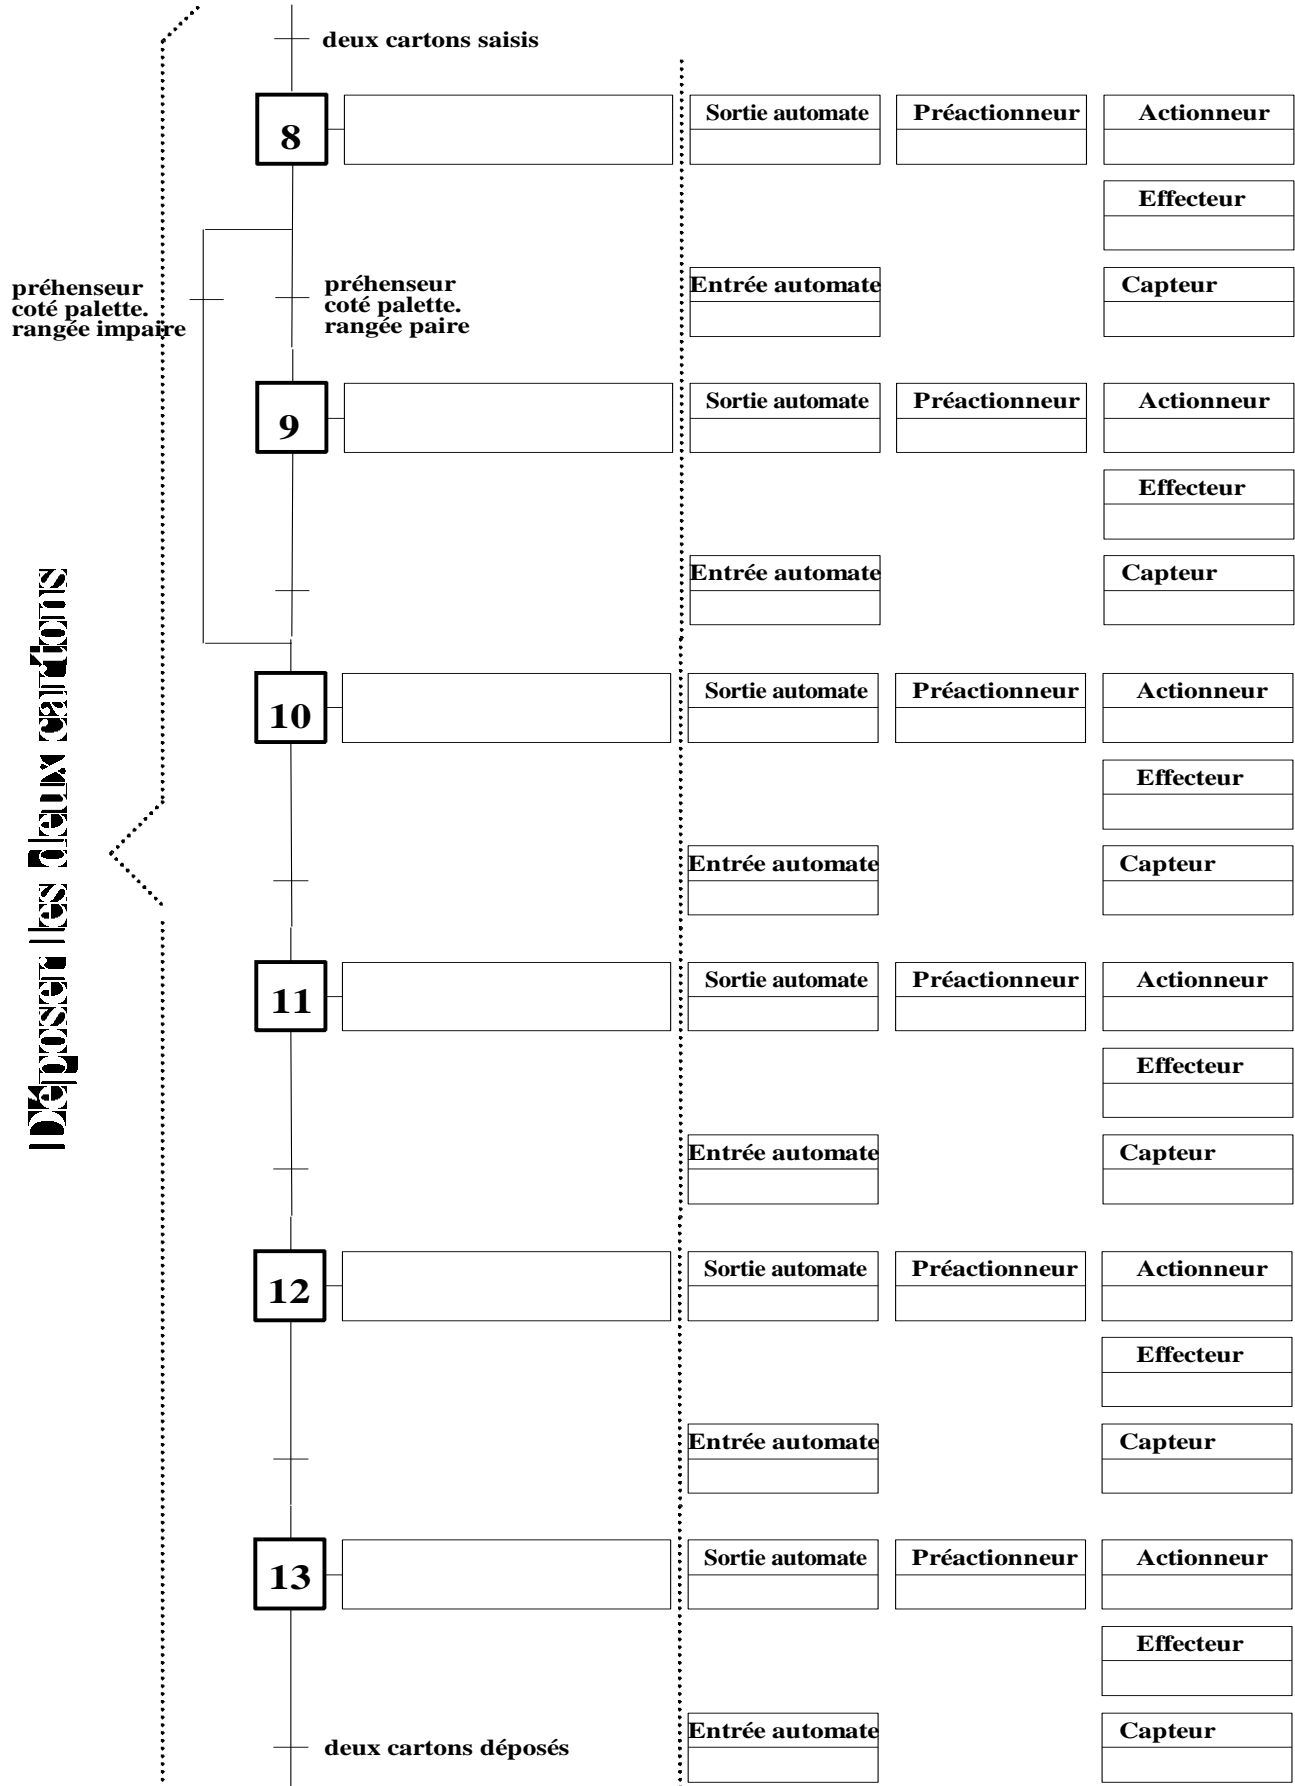 deux cartons saisis
8
Sortie automate
Préactionneur
Actionneur
Effecteur
préhenseur
coté palette.
rangée impaire
préhenseur
coté palette.
rangée paire
Entrée automate
Capteur
9
Sortie automate
Préactionneur
Actionneur
Effecteur
Entrée automate
Capteur
Déposer les deux cartions
10
Sortie automate
Préactionneur
Actionneur
Effecteur
Entrée automate
Capteur
11
Sortie automate
Préactionneur
Actionneur
Effecteur
Entrée automate
Capteur
12
Sortie automate
Préactionneur
Actionneur
Effecteur
Entrée automate
Capteur
13
Sortie automate
Préactionneur
Actionneur
Effecteur
deux cartons déposés
Entrée automate
Capteur